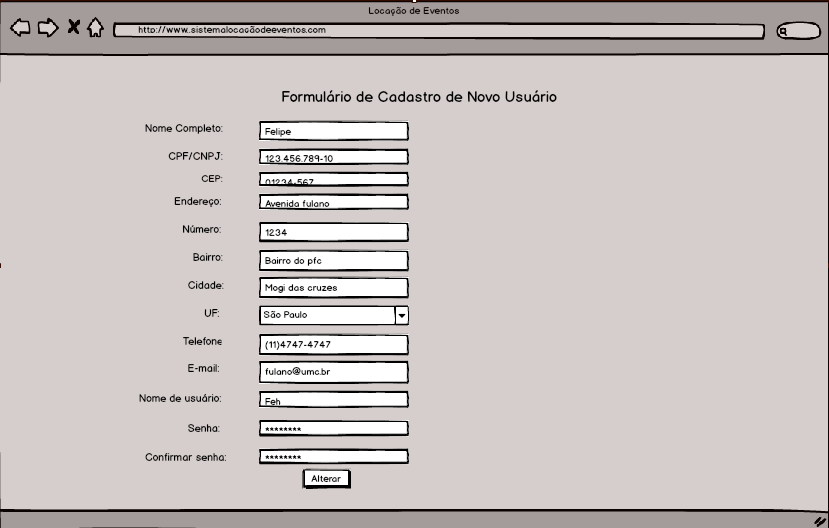 Locação de Eventos
http://www.sistemalocacãodeeventos.com
Formulário de Cadastro de Novo Usuário
Nome Completo: Felipe
CPF/CNPJ: 123.456.789-10
CEP: 01234-567
Endereço: Avenida fulano
Número: 1234
Bairro: Bairro do pfc
Cidade: Mogi das cruzes
UF: São Paulo
Telefone (11)4747-4747
E-mail: fulano@umc.br
Nome de usuário: Feh
Senha: ********
Confirmar senha: ********
Alterar